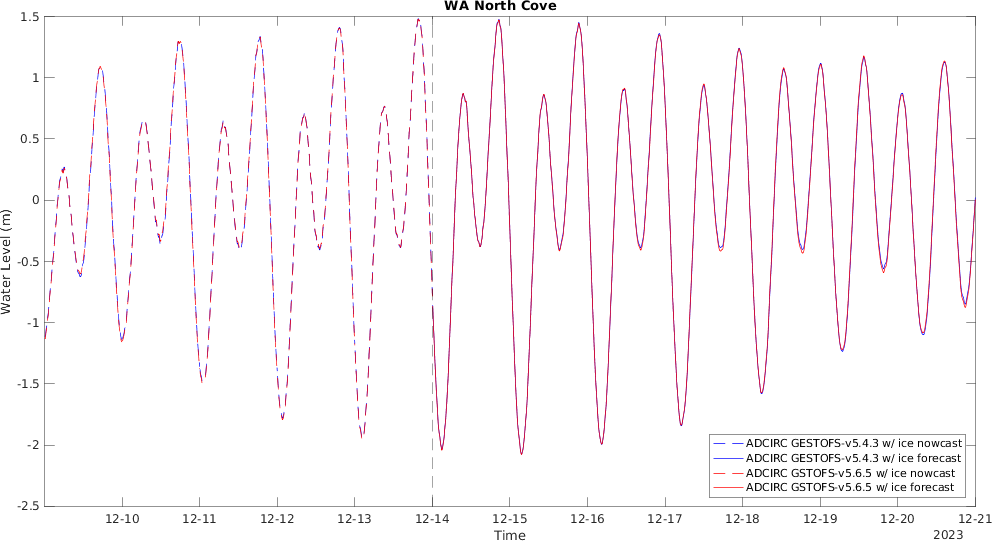 WA North Cove
1.5
1
0.5
0
-0.5
-1
-1.5
-2
-2.5
Water Level (m)
ADCIRC GESTOFS-v5.4.3 w/ ice nowcast
ADCIRC GESTOFS-v5.4.3 w/ ice forecast
ADCIRC GSTOFS-v5.6.5 w/ ice nowcast
ADCIRC GSTOFS-v5.6.5 w/ ice forecast
12-10 12-11 12-12 12-13 12-14 12-15 12-16 12-17 12-18 12-19 12-20 12-21
Time
2023